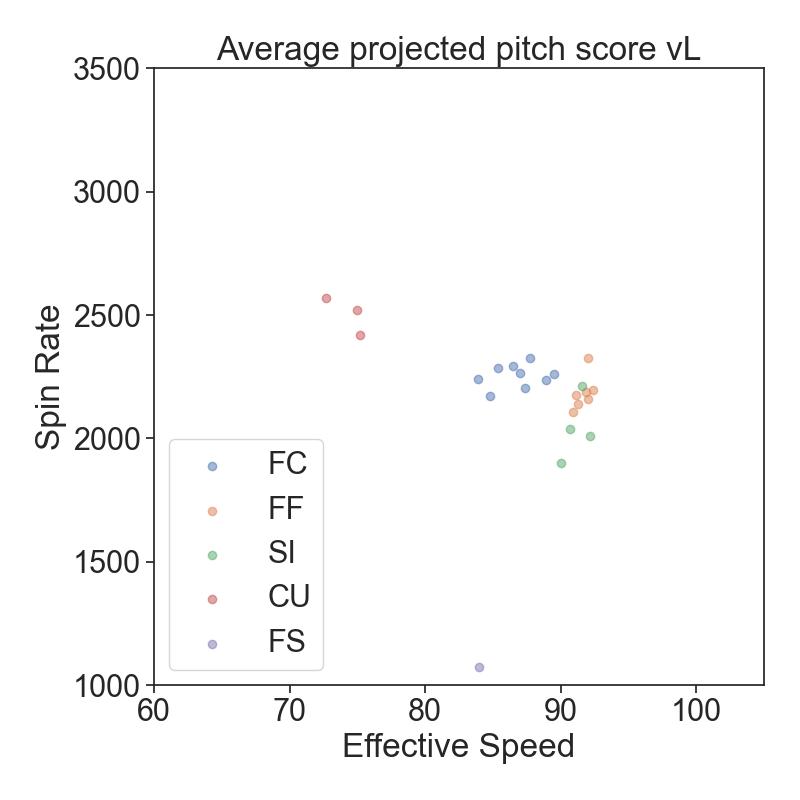 Average projected pitch score vL
3500
3000
2500
2000
1500
1000
Spin Rate
FC
FF
SI
CU
FS
60
70
80
90
100
Effective Speed